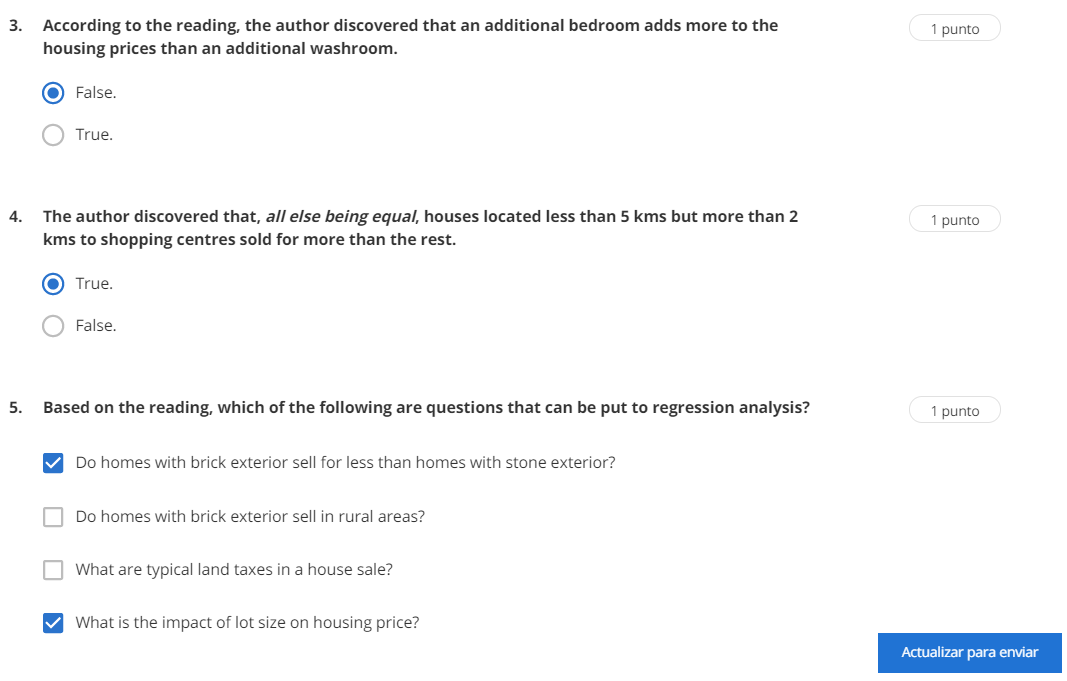 3. According to the reading, the author discovered that an additional bedroom adds more to the
housing prices than an additional washroom.
1 punto
False.
True.
4. The author discovered that, all else being equal, houses located less than 5 kms but more than 2
kms to shopping centres sold for more than the rest.
1 punto
True.
False.
5. Based on the reading, which of the following are questions that can be put to regression analysis?
1 punto
Do homes with brick exterior sell for less than homes with stone exterior?
Do homes with brick exterior sell in rural areas?
What are typical land taxes in a house sale?
What is the impact of lot size on housing price?
Actualizar para enviar